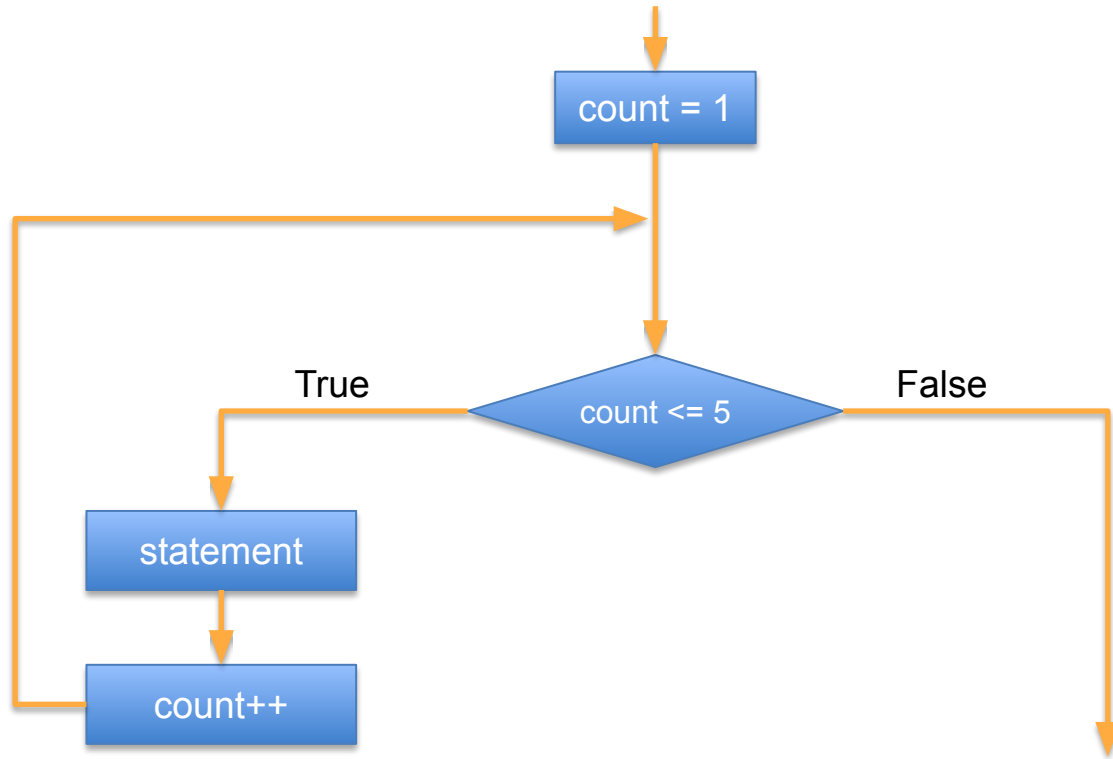 count = 1
True
count <= 5
False
statement
count++